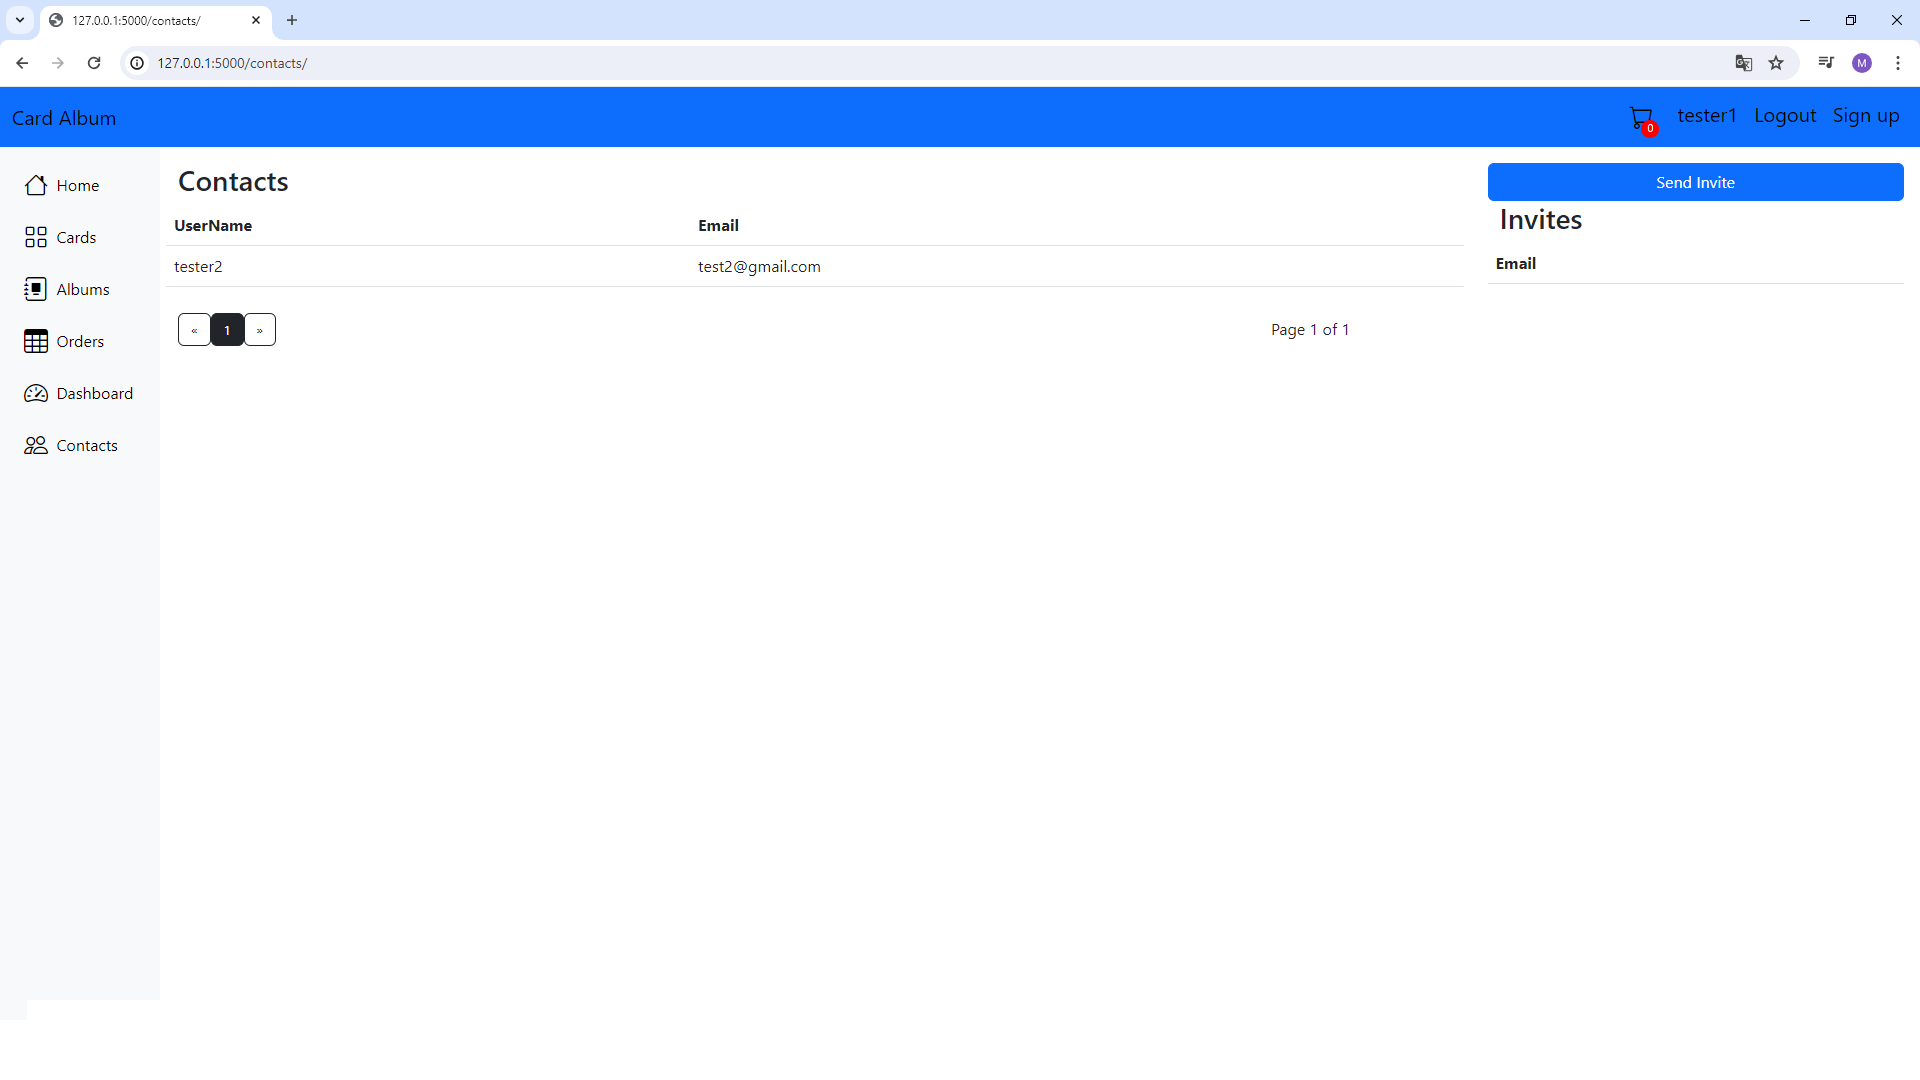 127.0.0.1:5000/contacts/
127.0.0.1:5000/contacts/
M
Card Album
0
tester1 Logout Sign up
Home
Cards
Albums
Orders
Dashboard
Contacts
Contacts
UserName Email
tester2 test2@gmail.com
« 1 »
Page 1 of 1
Send Invite
Invites
Email